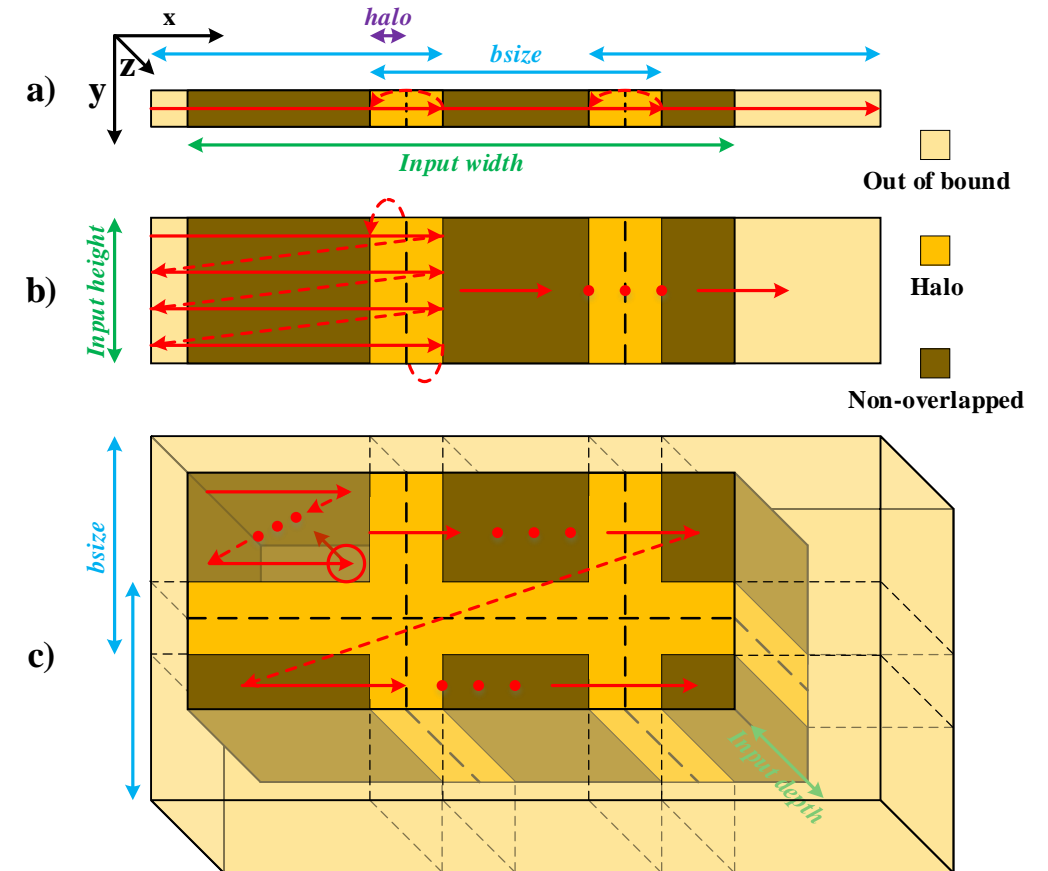 x
halo
z
bsize
a)
y
Input width
Out of bound
Input height
b)
Halo
Non-overlapped
bsize
c)
Input depth